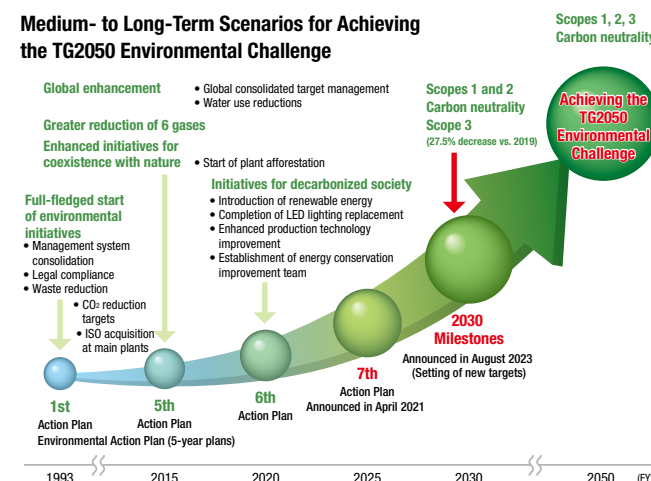 Medium- to Long-Term Scenarios for Achieving
the TG2050 Environmental Challenge
Scopes 1, 2, 3
Carbon neutrality
Global enhancement
• Global consolidated target management
• Water use reductions
Greater reduction of 6 gases
Enhanced initiatives for
coexistence with nature
• Start of plant afforestation
Scopes 1 and 2
Carbon neutrality
Scope 3
(27.5% decrease vs. 2019)
Achieving the
TG2050
Environmental
Challenge
Full-fledged start
of environmental
initiatives
• Management system
consolidation
• Legal compliance
• Waste reduction
• CO2 reduction
targets
• ISO acquisition
at main plants
Initiatives for decarbonized society
• Introduction of renewable energy
• Completion of LED lighting replacement
• Enhanced production technology
improvement
• Establishment of energy conservation
improvement team
1st
Action Plan
5th
Action Plan
6th
Action Plan
7th
Action Plan
Announced in April 2021
2030
Milestones
Announced in August 2023
(Setting of new targets)
Environmental Action Plan (5-year plans)
1993 2015 2020 2025 2030 2050 (FY